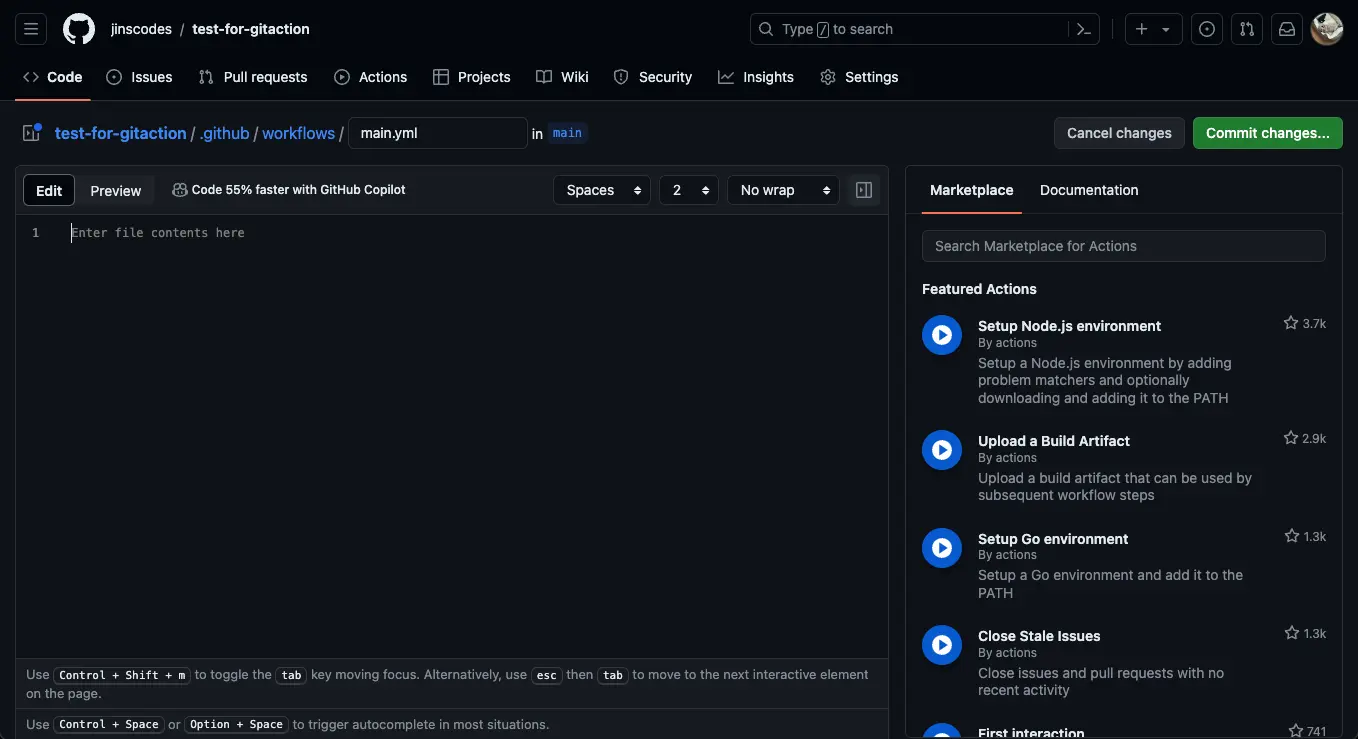 jinscodes / test-for-gitaction
Type / to search
Code Issues Pull requests Actions Projects Wiki Security Insights Settings
test-for-gitaction / .github / workflows / main.yml in main
Cancel changes Commit changes...
Edit Preview Code 55% faster with GitHub Copilot Spaces 2 No wrap
1 Enter file contents here
Use Control + Shift + m to toggle the tab key moving focus. Alternatively, use esc then tab to move to the next interactive element
on the page.
Use Control + Space or Option + Space to trigger autocomplete in most situations.
Marketplace Documentation
Search Marketplace for Actions
Featured Actions
Setup Node.js environment 3.7k
By actions
Setup a Node.js environment by adding
problem matchers and optionally
downloading and adding it to the PATH
Upload a Build Artifact 2.9k
By actions
Upload a build artifact that can be used by
subsequent workflow steps
Setup Go environment 1.3k
By actions
Setup a Go environment and add it to the
PATH
Close Stale Issues 1.3k
By actions
Close issues and pull requests with no
recent activity
First interaction 741